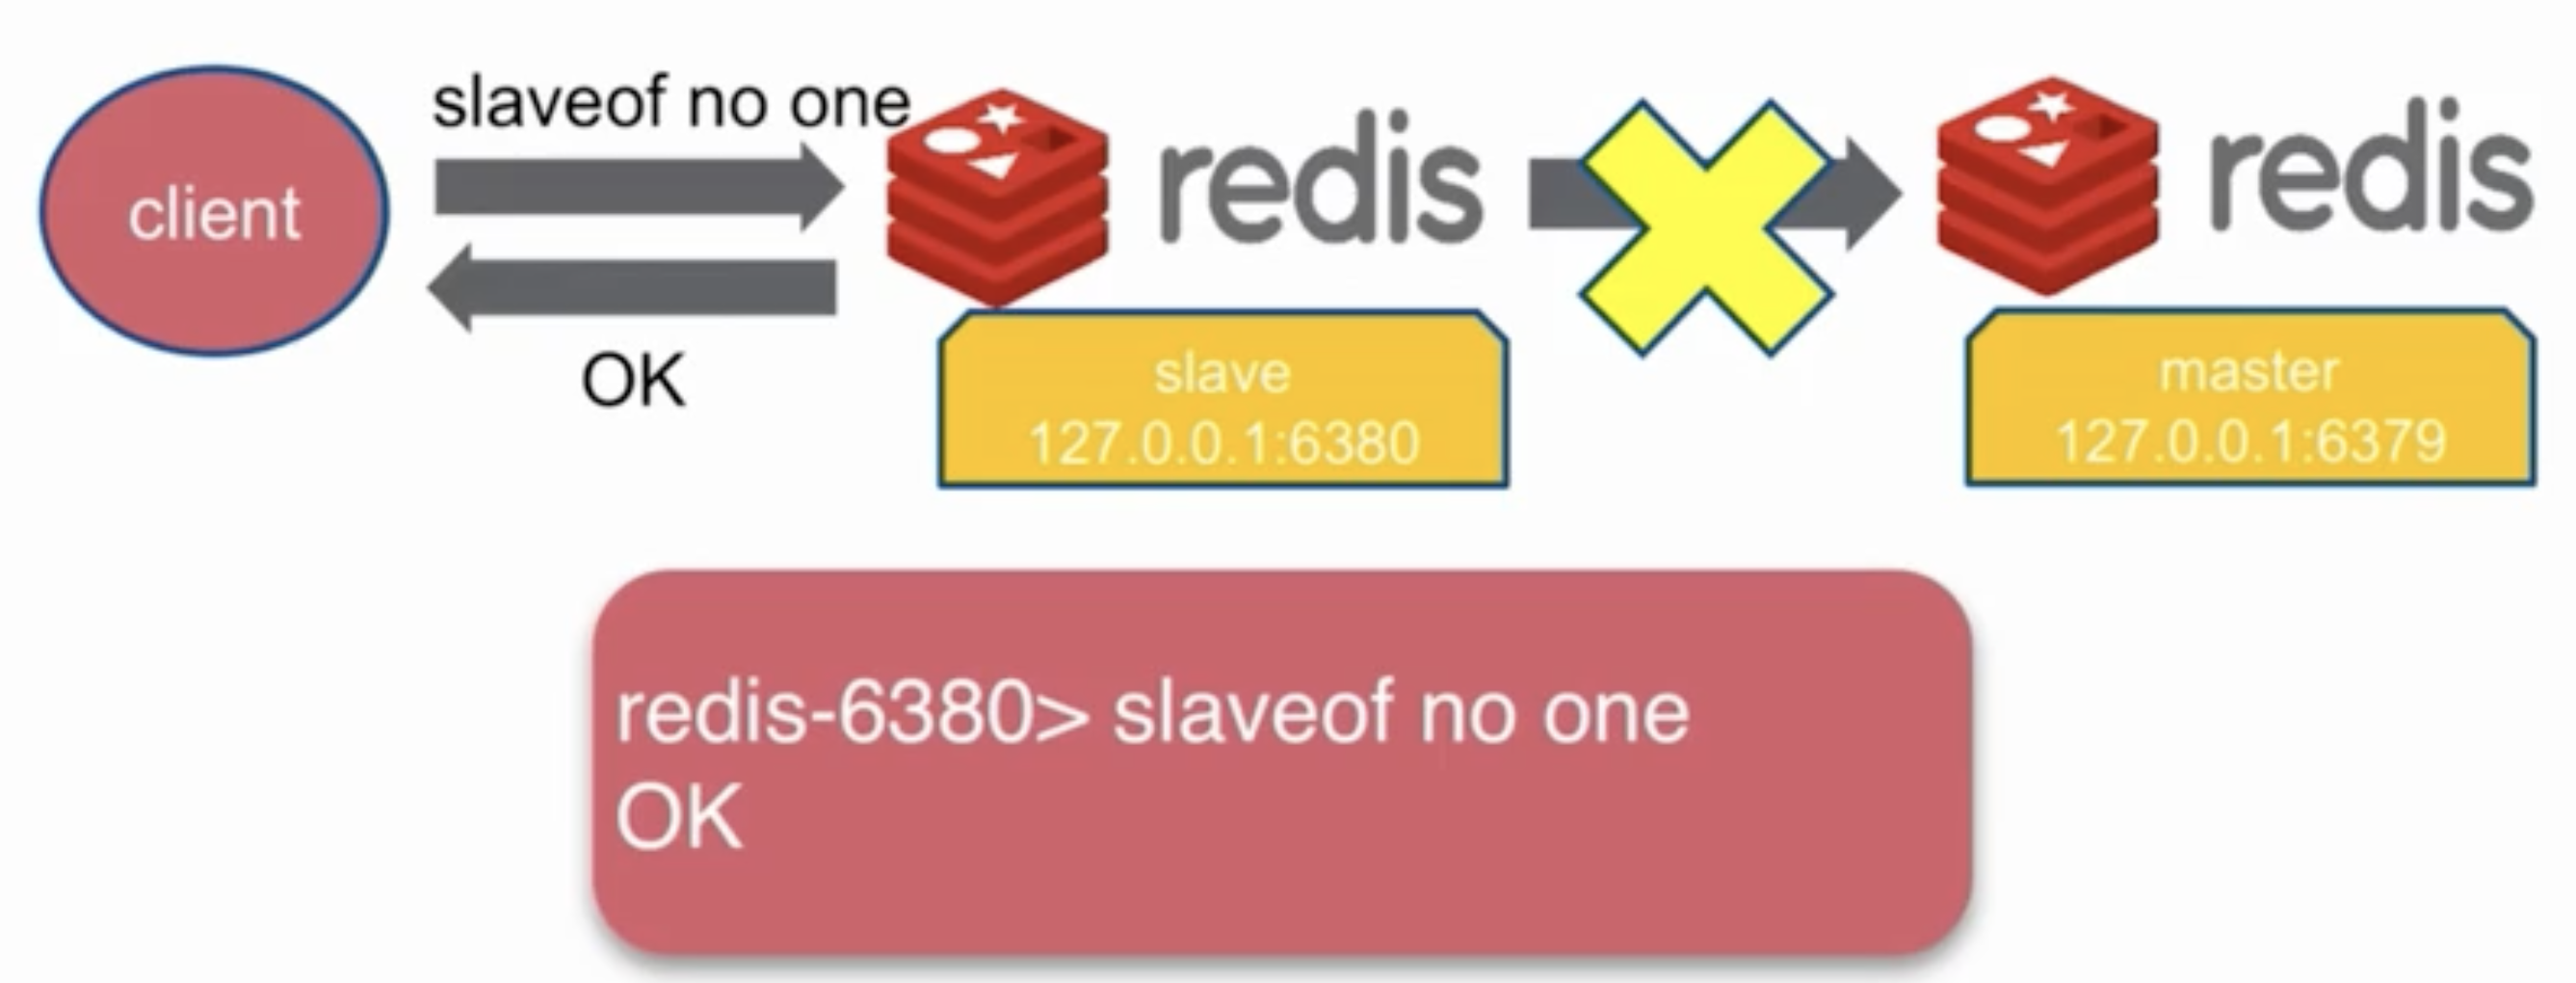 slaveof no one
client
redis
redis
OK
slave
127.0.0.1:6380
master
127.0.0.1:6379
redis-6380> slaveof no one
OK